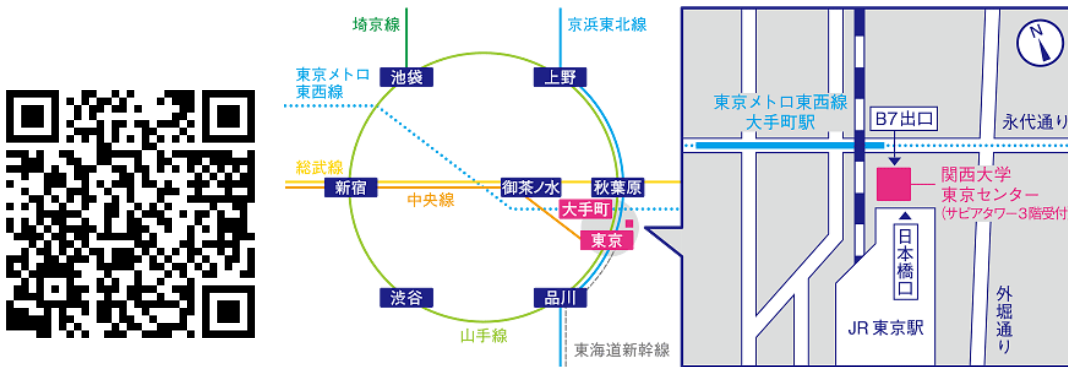 埼京線
京浜東北線
池袋
上野
東京メトロ
東西線
総武線
新宿
御茶ノ水
秋葉原
中央線
大手町
東京
渋谷
品川
山手線
東海道新幹線
N
東京メトロ東西線
大手町駅
B7出口
永代通り
関西大学
東京センター
(サピアタワー3階受付
日本橋口
JR東京駅
外堀通り